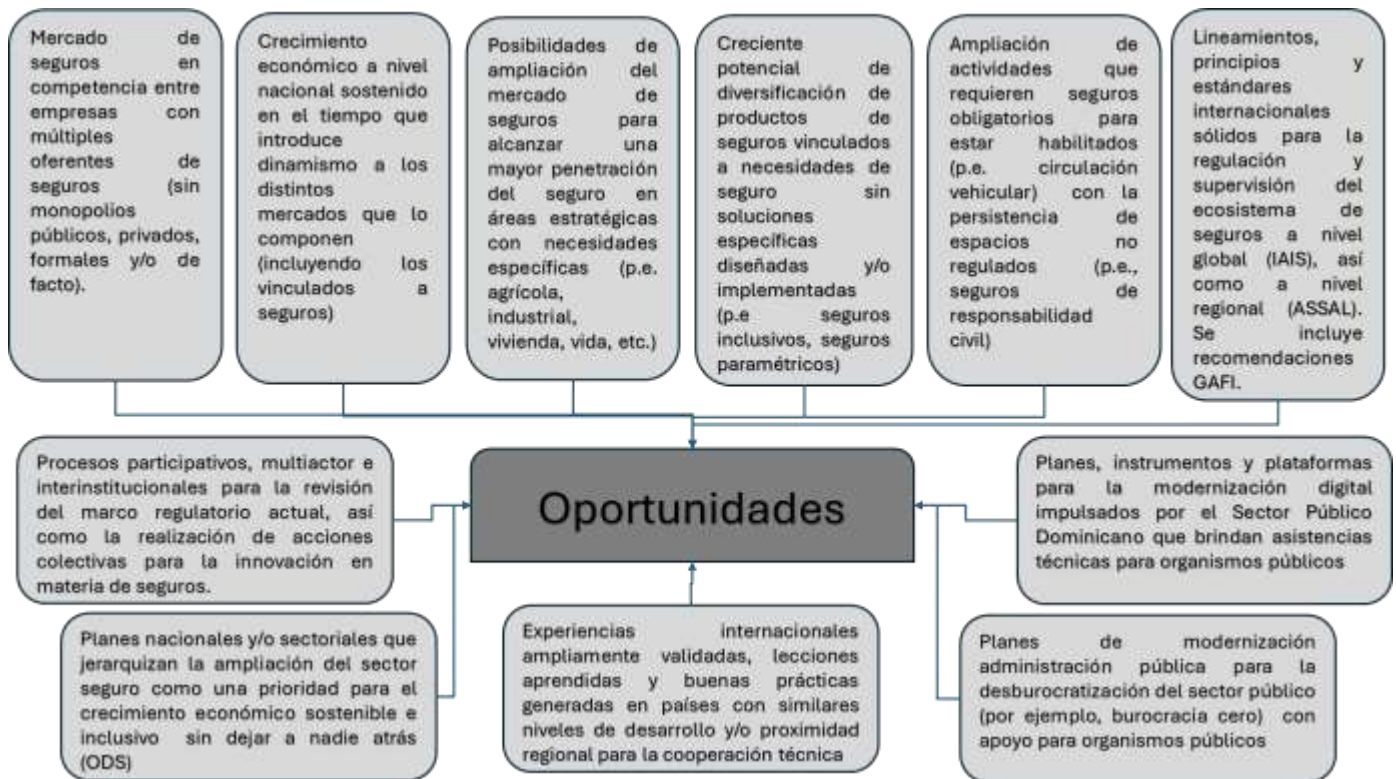 Mercado de
seguros en
competencia entre
empresas con
múltiples
oferentes de
seguros (sin
monopolios
públicos, privados,
formales y/o de
facto).
Crecimiento
económico a nivel
nacional sostenido
en el tiempo que
introduce
dinamismo a los
distintos
mercados que lo
componen
(incluyendo los
vinculados a
seguros)
Posibilidades de
ampliación del
mercado de
seguros para
alcanzar una
mayor penetración
del seguro en
áreas estratégicas
con necesidades
específicas (p.e.
agrícola,
industrial,
vivienda, vida, etc.)
Creciente
potencial de
diversificación de
productos de
seguros vinculados
a necesidades de
seguro sin
soluciones
específicas
diseñadas y/o
implementadas
(p.e seguros
inclusivos, seguros
paramétricos)
Ampliación de
actividades que
requieren seguros
obligatorios para
estar habilitados
(p.e. circulación
vehicular) con la
persistencia de
espacios no
regulados (p.e.,
seguros de
responsabilidad
civil)
Lineamientos,
principios y
estándares
internacionales
sólidos para la
regulación y
supervisión del
ecosistema de
seguros a nivel
global (IAIS), así
como a nivel
regional (ASSAL).
Se incluye
recomendaciones
GAFI.
Procesos participativos, multiactor e
interinstitucionales para la revisión
del marco regulatorio actual, así
como la realización de acciones
colectivas para la innovación en
materia de seguros.
Oportunidades
Planes, instrumentos y plataformas
para la modernización digital
impulsados por el Sector Público
Dominicano que brindan asistencias
técnicas para organismos públicos
Planes nacionales y/o sectoriales que
jerarquizan la ampliación del sector
seguro como una prioridad para el
crecimiento económico sostenible e
inclusivo sin dejar a nadie atrás
(ODS)
Experiencias internacionales
ampliamente validadas, lecciones
aprendidas y buenas prácticas
generadas en países con similares
niveles de desarrollo y/o proximidad
regional para la cooperación técnica
Planes de modernización
administración pública para la
desburocratización del sector público
(por ejemplo, burocracia cero) con
apoyo para organismos públicos